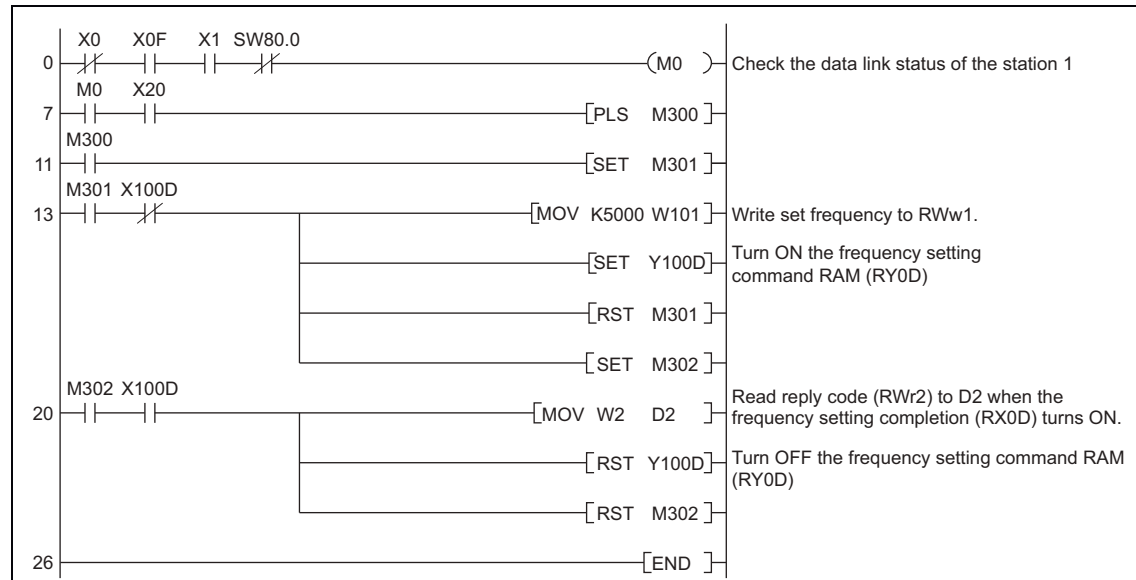 X0 X0F X1 SW80.0
0 M0 Check the data link status of the station 1
M0 X20
7 PLS M300
M300
11 SET M301
M301 X100D
13 MOV K5000 W101 Write set frequency to RWw1.
SET Y100D Turn ON the frequency setting
command RAM (RY0D)
RST M301
SET M302
M302 X100D
20 MOV W2 D2 Read reply code (RWr2) to D2 when the
frequency setting completion (RX0D) turns ON.
RST Y100D Turn OFF the frequency setting command RAM
(RY0D)
RST M302
26 END